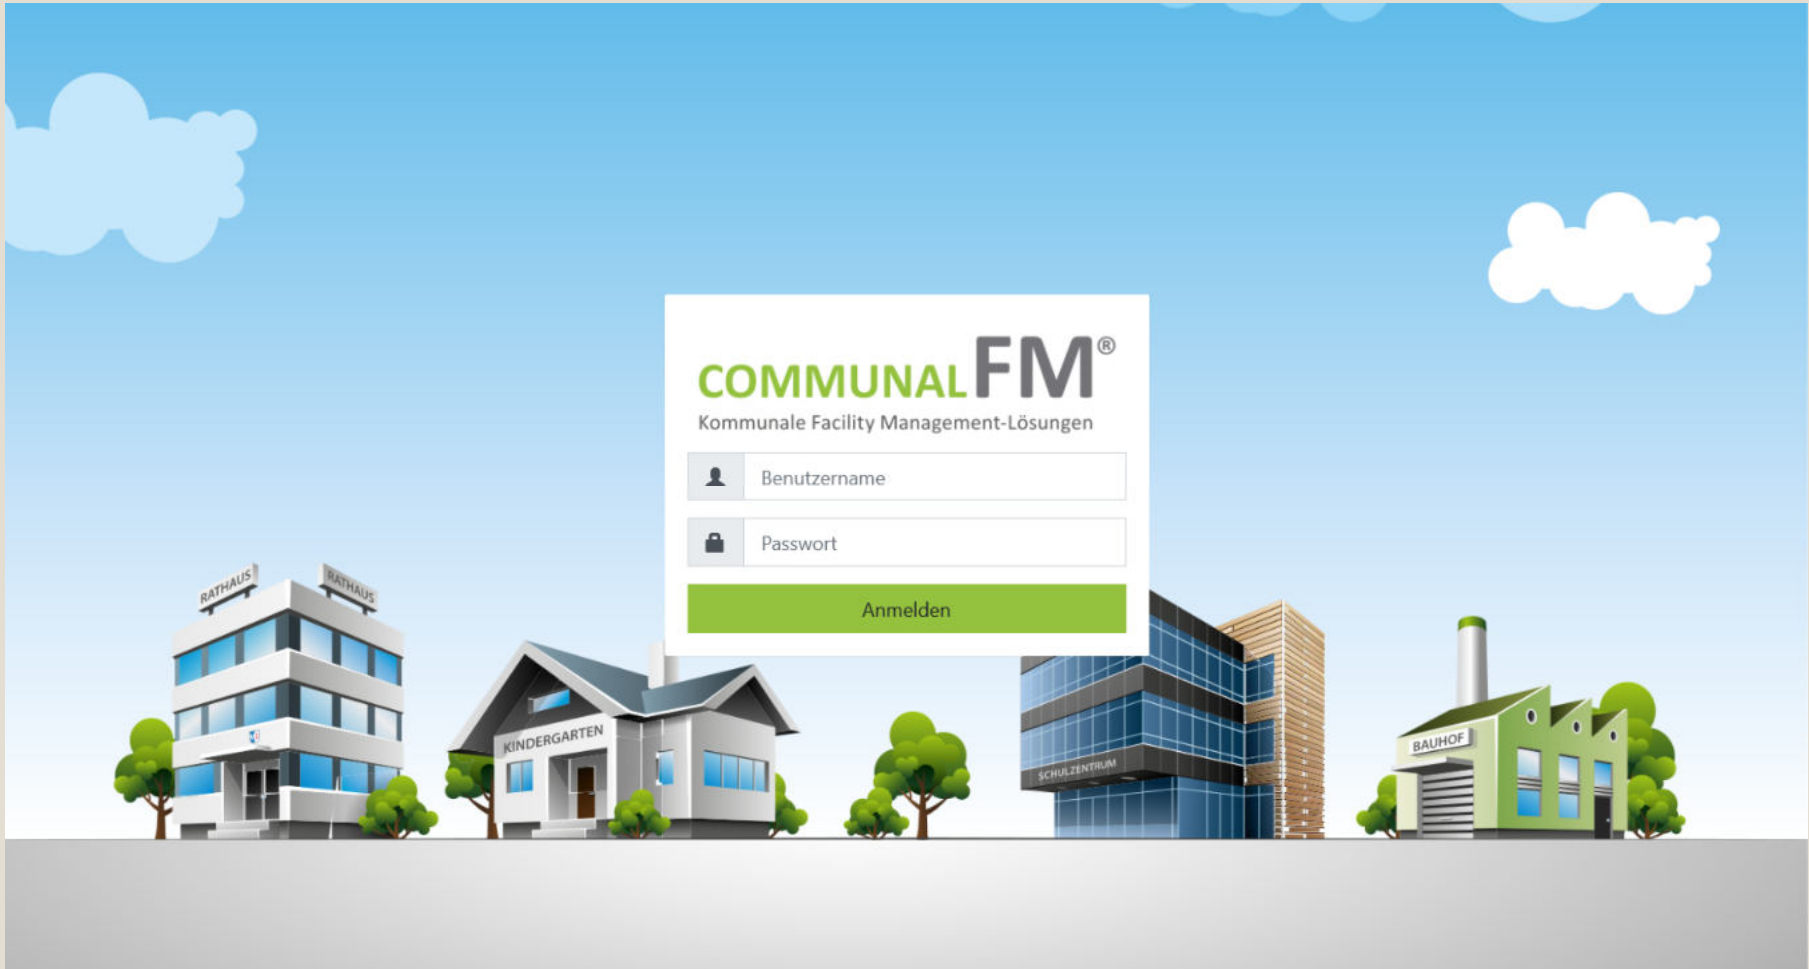 COMMUNAL FM®
Kommunale Facility Management-Lösungen
Benutzername
Passwort
Anmelden
RATHAUS
RATHAUS
KINDERGARTEN
SCHULZENTRUM
BAUHOF